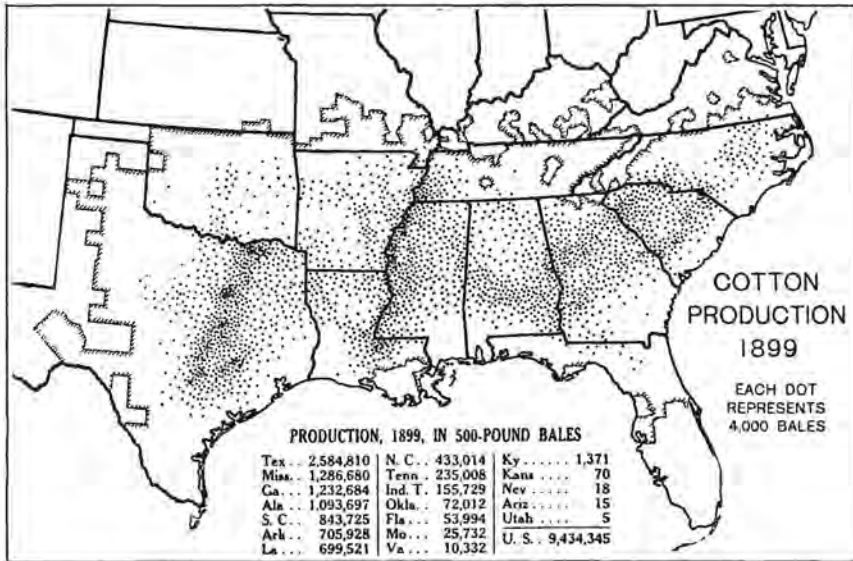 COTTON
PRODUCTION
1899
EACH DOT
REPRESENTS
4,000 BALES
PRODUCTION, 1899, IN 500-POUND BALES
Tex.. 2,584,810
Miss.. 1,286,680
Ga... 1,232,684
Ala.. 1,093,697
S. C.. 843,725
Ark.. 705,928
La... 699,521
N. C.. 433,014
Tenn. 235,008
Ind. T. 155,729
Okla.. 72,012
Fla... 53,994
Mo... 25,732
Va... 10,332
Ky...... 1,371
Kans .... 70
Nev .... 18
Ariz .... 15
Utah .... 5
U. S.. 9,434,345